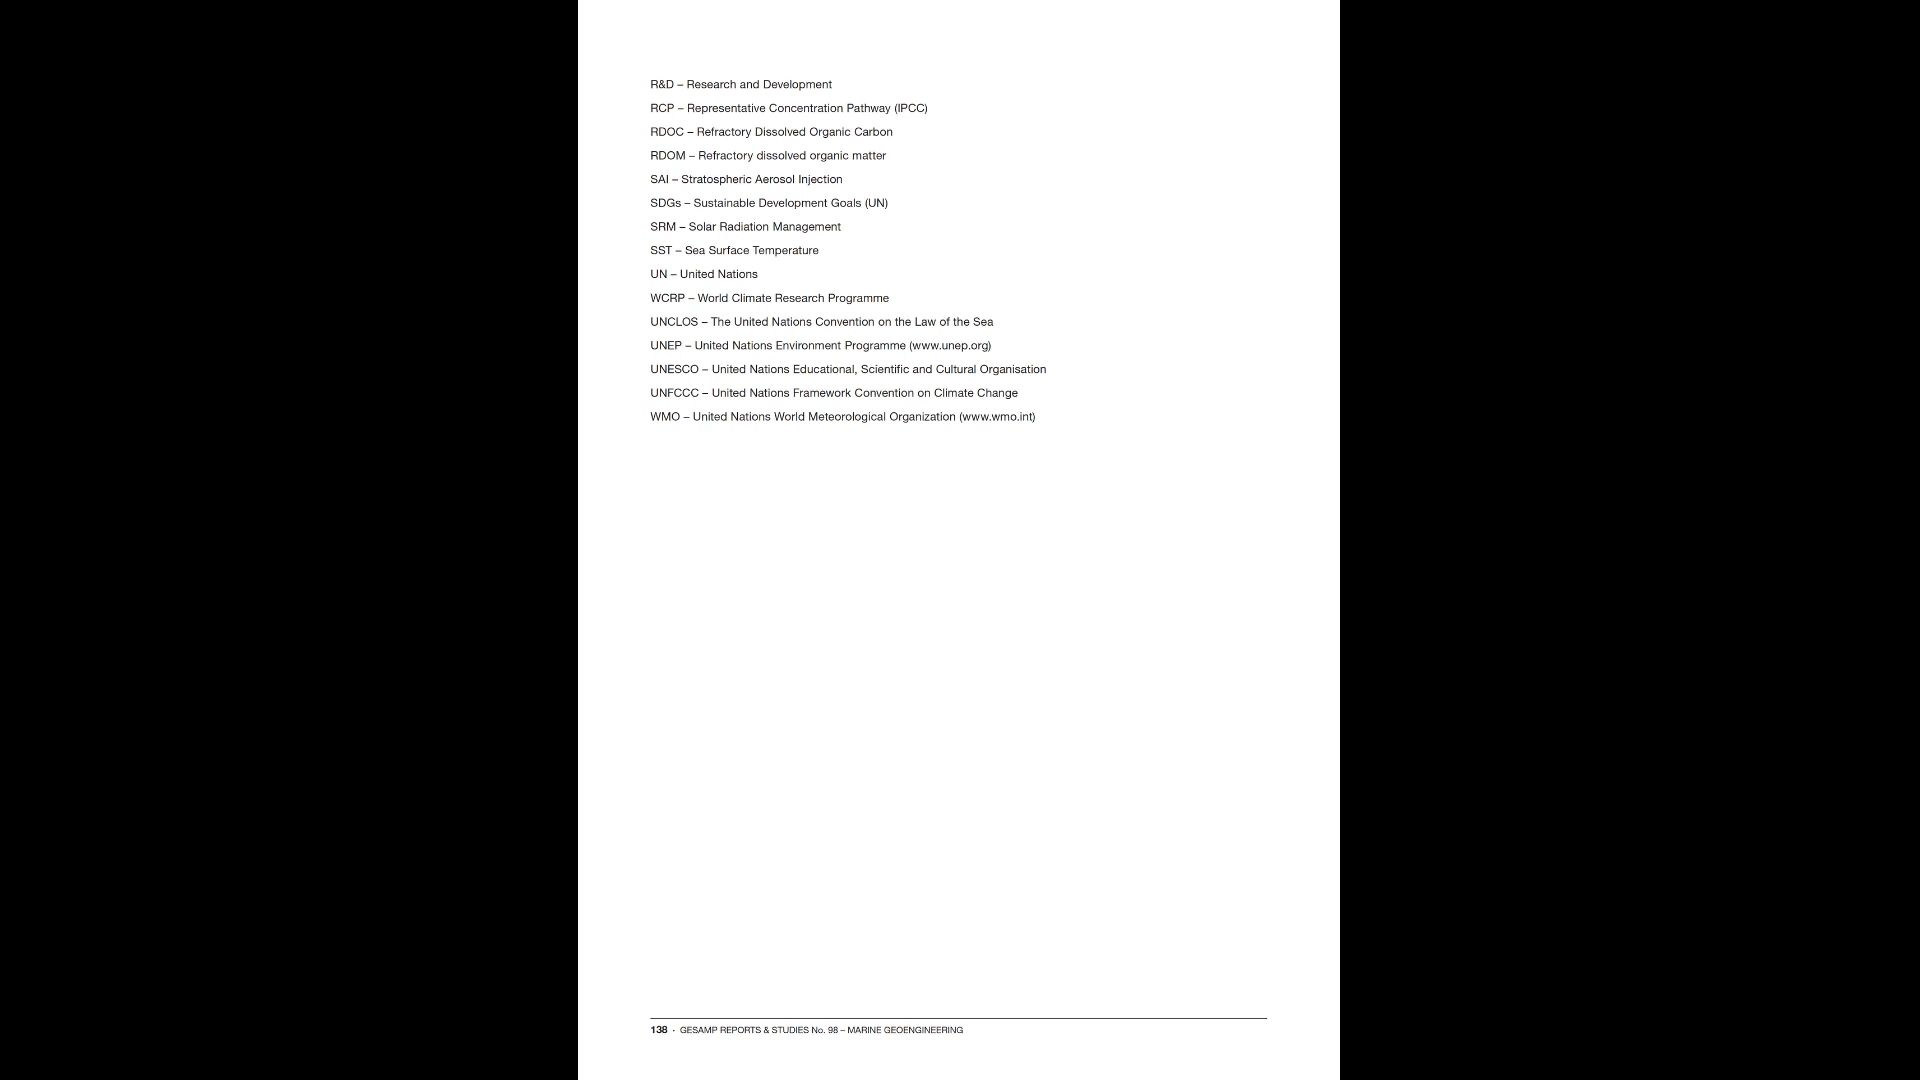 R&D – Research and Development
RCP – Representative Concentration Pathway (IPCC)
RDOC – Refractory Dissolved Organic Carbon
RDOM – Refractory dissolved organic matter
SAI – Stratospheric Aerosol Injection
SDGs – Sustainable Development Goals (UN)
SRM – Solar Radiation Management
SST – Sea Surface Temperature
UN – United Nations
WCRP – World Climate Research Programme
UNCLOS – The United Nations Convention on the Law of the Sea
UNEP – United Nations Environment Programme (www.unep.org)
UNESCO – United Nations Educational, Scientific and Cultural Organisation
UNFCCC – United Nations Framework Convention on Climate Change
WMO – United Nations World Meteorological Organization (www.wmo.int)
138 · GESAMP REPORTS & STUDIES No. 98 – MARINE GEOENGINEERING